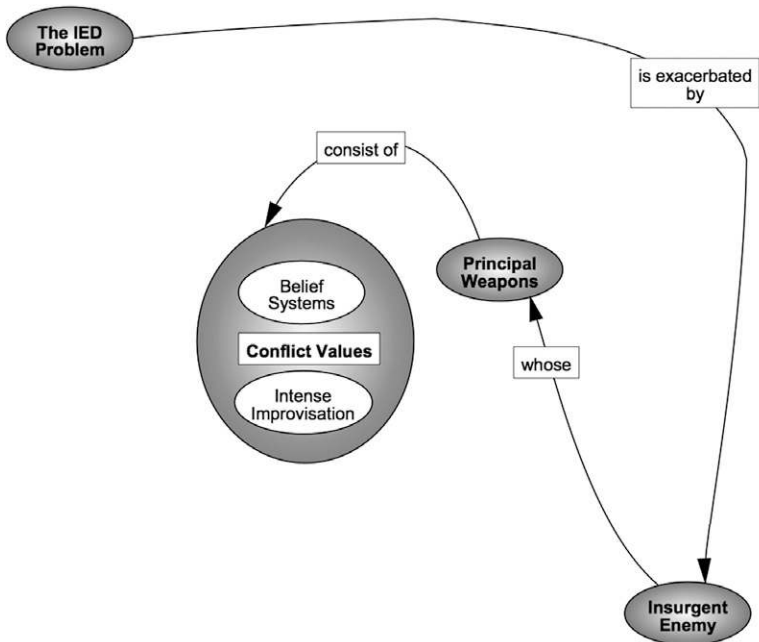 The IED
Problem
is exacerbated
by
consist of
Principal
Weapons
Belief
Systems
Conflict Values
whose
Intense
Improvisation
Insurgent
Enemy